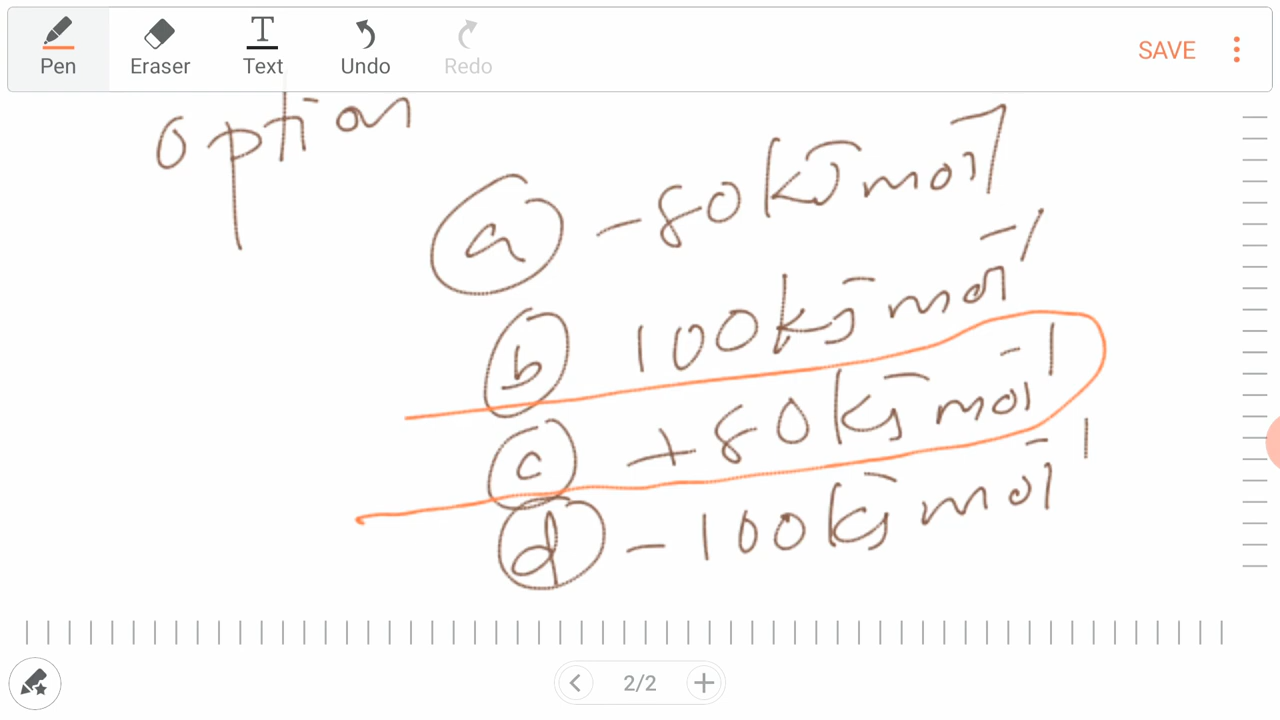 Pen Eraser Text Undo Redo SAVE
option
a -80 kJ mol⁻¹
b 100 kJ mol⁻¹
c +80 kJ mol⁻¹
d -100 kJ mol⁻¹
2/2